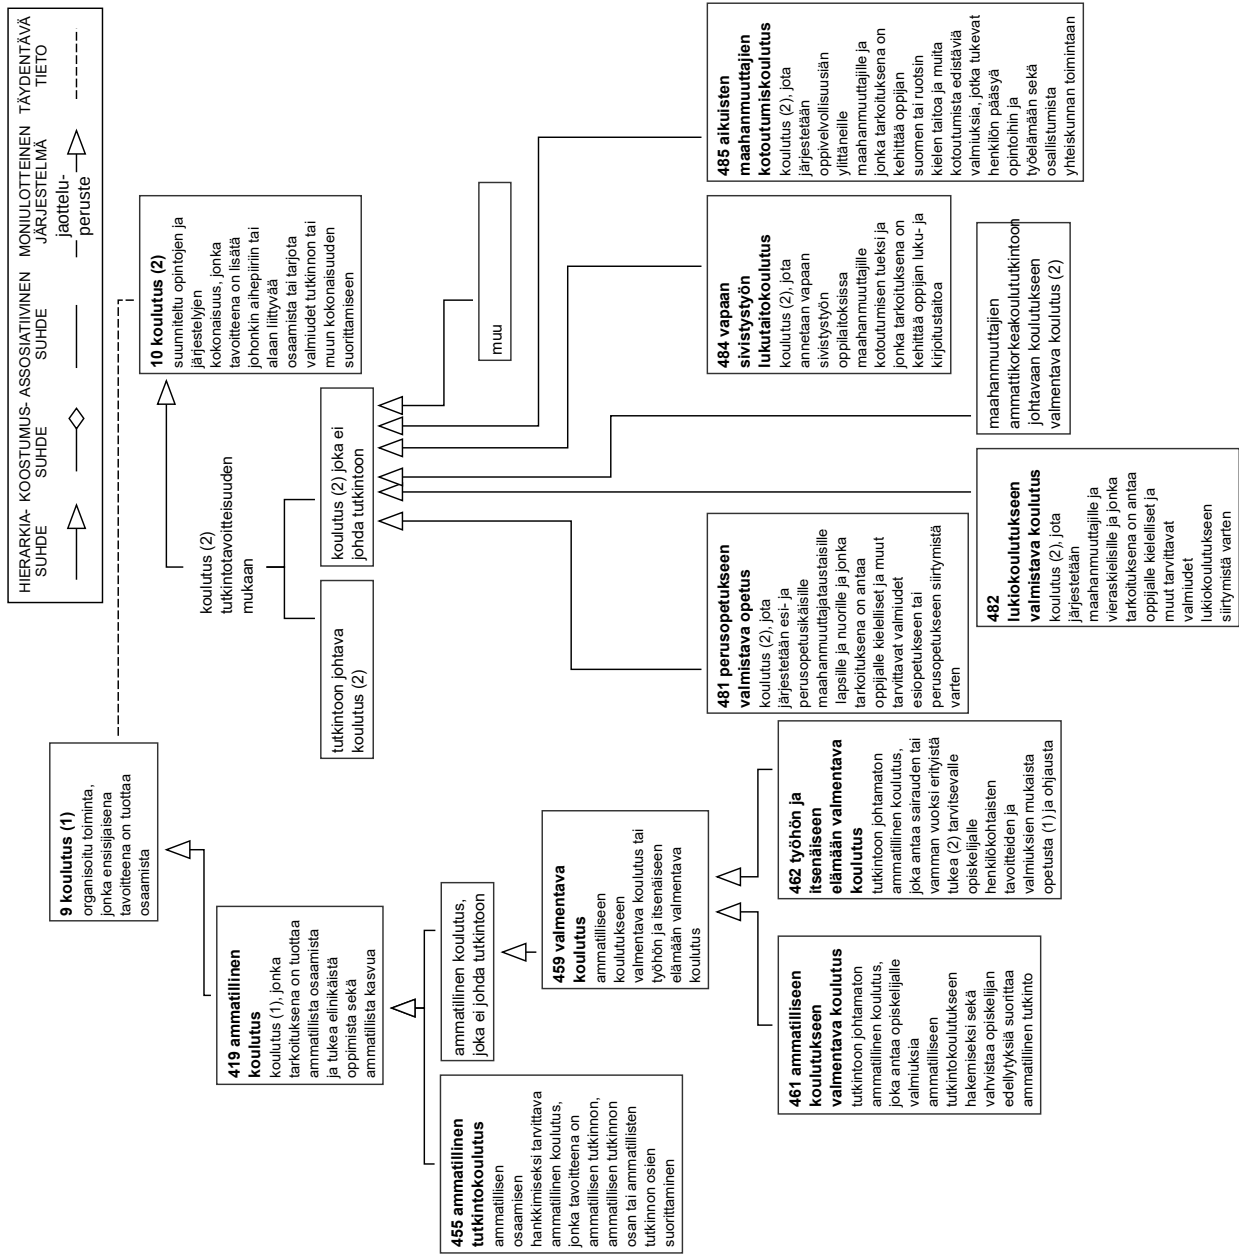 HIERARKIA-
SUHDE
KOOSTUMUS-
SUHDE
ASSOSIATIIVINEN
SUHDE
MONIULOTTEINEN
JÄRJESTELMÄ
jaottelu-
peruste
TÄYDENTÄVÄ
TIETO
9 koulutus (1)
organisoitu toiminta,
jonka ensisijaisena
tavoitteena on tuottaa
osaamista
10 koulutus (2)
suunniteltu opintojen ja
järjestelyjen
kokonaisuus, jonka
tavoitteena on lisätä
johonkin aihepiiriin tai
alaan liittyvää
osaamista tai tarjota
valmiudet tutkinnon tai
muun kokonaisuuden
suorittamiseen
419 ammatillinen
koulutus
koulutus (1), jonka
tarkoituksena on tuottaa
ammatillista osaamista
ja tukea elinikäistä
oppimista sekä
ammatillista kasvua
koulutus (2)
tutkintotavoitteisuuden
mukaan
tutkintoon johtava
koulutus (2)
koulutus (2) joka ei
johda tutkintoon
455 ammatillinen
tutkintokoulutus
ammatillisen
osaamisen
hankkimiseksi tarvittava
ammatillinen koulutus,
jonka tavoitteena on
ammatillisen tutkinnon,
ammatillisen tutkinnon
osan tai ammatillisten
tutkinnon osien
suorittaminen
ammatillinen koulutus,
joka ei johda tutkintoon
459 valmentava
koulutus
ammatilliseen
koulutukseen
valmentava koulutus tai
työhön ja itsenäiseen
elämään valmentava
koulutus
muu
461 ammatilliseen
koulutukseen
valmentava koulutus
tutkintoon johtamaton
ammatillinen koulutus,
joka antaa opiskelijalle
valmiuksia
ammatilliseen
tutkintokoulutukseen
hakemiseksi sekä
vahvistaa opiskelijan
edellytyksiä suorittaa
ammatillinen tutkinto
462 työhön ja
itsenäiseen
elämään valmentava
koulutus
tutkintoon johtamaton
ammatillinen koulutus,
joka antaa sairauden tai
vamman vuoksi erityistä
tukea (2) tarvitsevalle
opiskelijalle
henkilökohtaisten
tavoitteiden ja
valmiuksien mukaista
opetusta (1) ja ohjausta
481 perusopetukseen
valmistava opetus
koulutus (2), jota
järjestetään esi- ja
perusopetusikäisille
maahanmuuttajataustaisille
lapsille ja nuorille ja jonka
tarkoituksena on antaa
oppijalle kielelliset ja muut
tarvittavat valmiudet
esiopetukseen tai
perusopetukseen siirtymistä
varten
484 vapaan
sivistystyön
lukutaitokoulutus
koulutus (2), jota
annetaan vapaan
sivistystyön
oppilaitoksissa
maahanmuuttajille
kotoutumisen tueksi ja
jonka tarkoituksena on
kehittää oppijan luku- ja
kirjoitustaitoa
485 aikuisten
maahanmuuttajien
kotoutumiskoulutus
koulutus (2), jota
järjestetään
oppivelvollisuusiän
ylittäneille
maahanmuuttajille ja
jonka tarkoituksena on
kehittää oppijan
suomen tai ruotsin
kielen taitoa ja muita
kotoutumista edistäviä
valmiuksia, jotka tukevat
henkilön pääsyä
opintoihin ja
työelämään sekä
osallistumista
yhteiskunnan toimintaan
482
lukiokoulutukseen
valmistava koulutus
koulutus (2), jota
järjestetään
maahanmuuttajille ja
vieraskielisille ja jonka
tarkoituksena on antaa
oppijalle kielelliset ja
muut tarvittavat
valmiudet
lukiokoulutukseen
siirtymistä varten
maahanmuuttajien
ammattikorkeakoulututkintoon
johtavaan koulutukseen
valmentava koulutus (2)